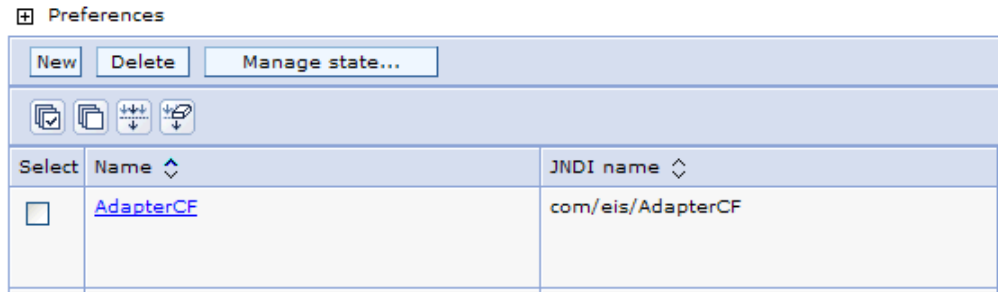 Preferences
New Delete Manage state...
Select Name JNDI name
AdapterCF com/eis/AdapterCF